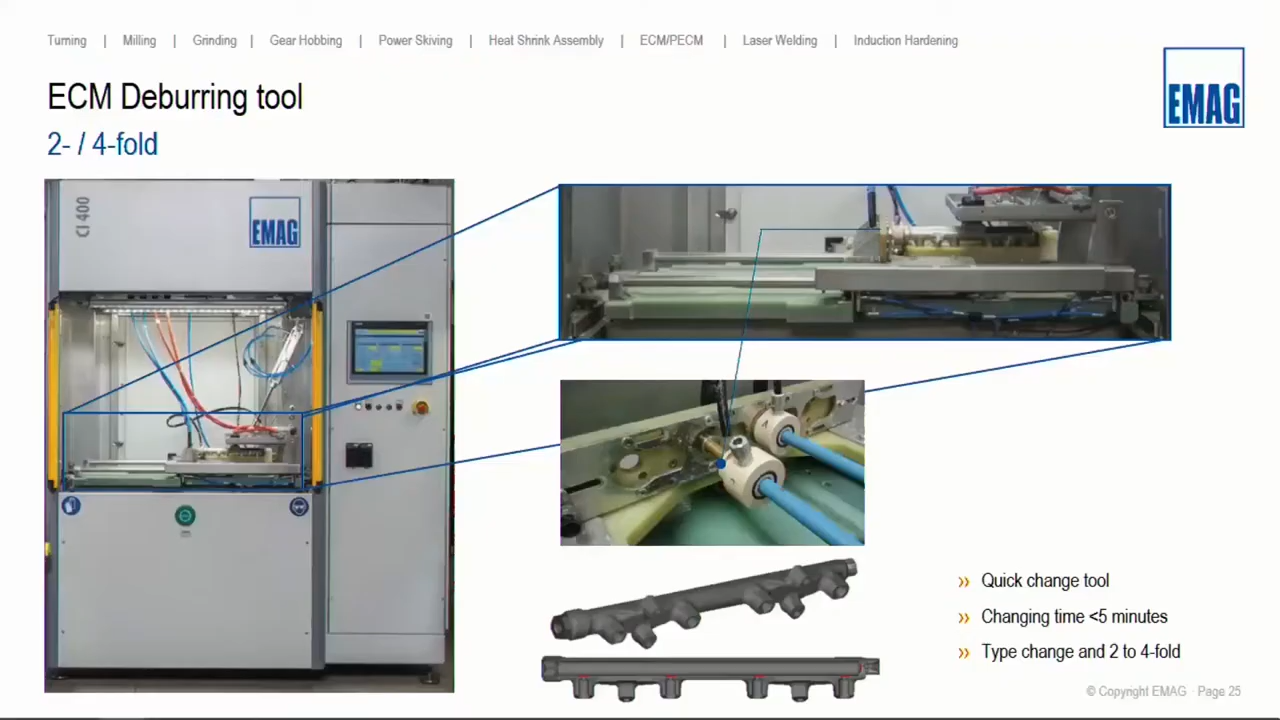 Turning | Milling | Grinding | Gear Hobbing | Power Skiving | Heat Shrink Assembly | ECM/PECM | Laser Welding | Induction Hardening
EMAG
ECM Deburring tool
2- / 4-fold
CI 400
EMAG
›› Quick change tool
›› Changing time <5 minutes
›› Type change and 2 to 4-fold
© Copyright EMAG · Page 25